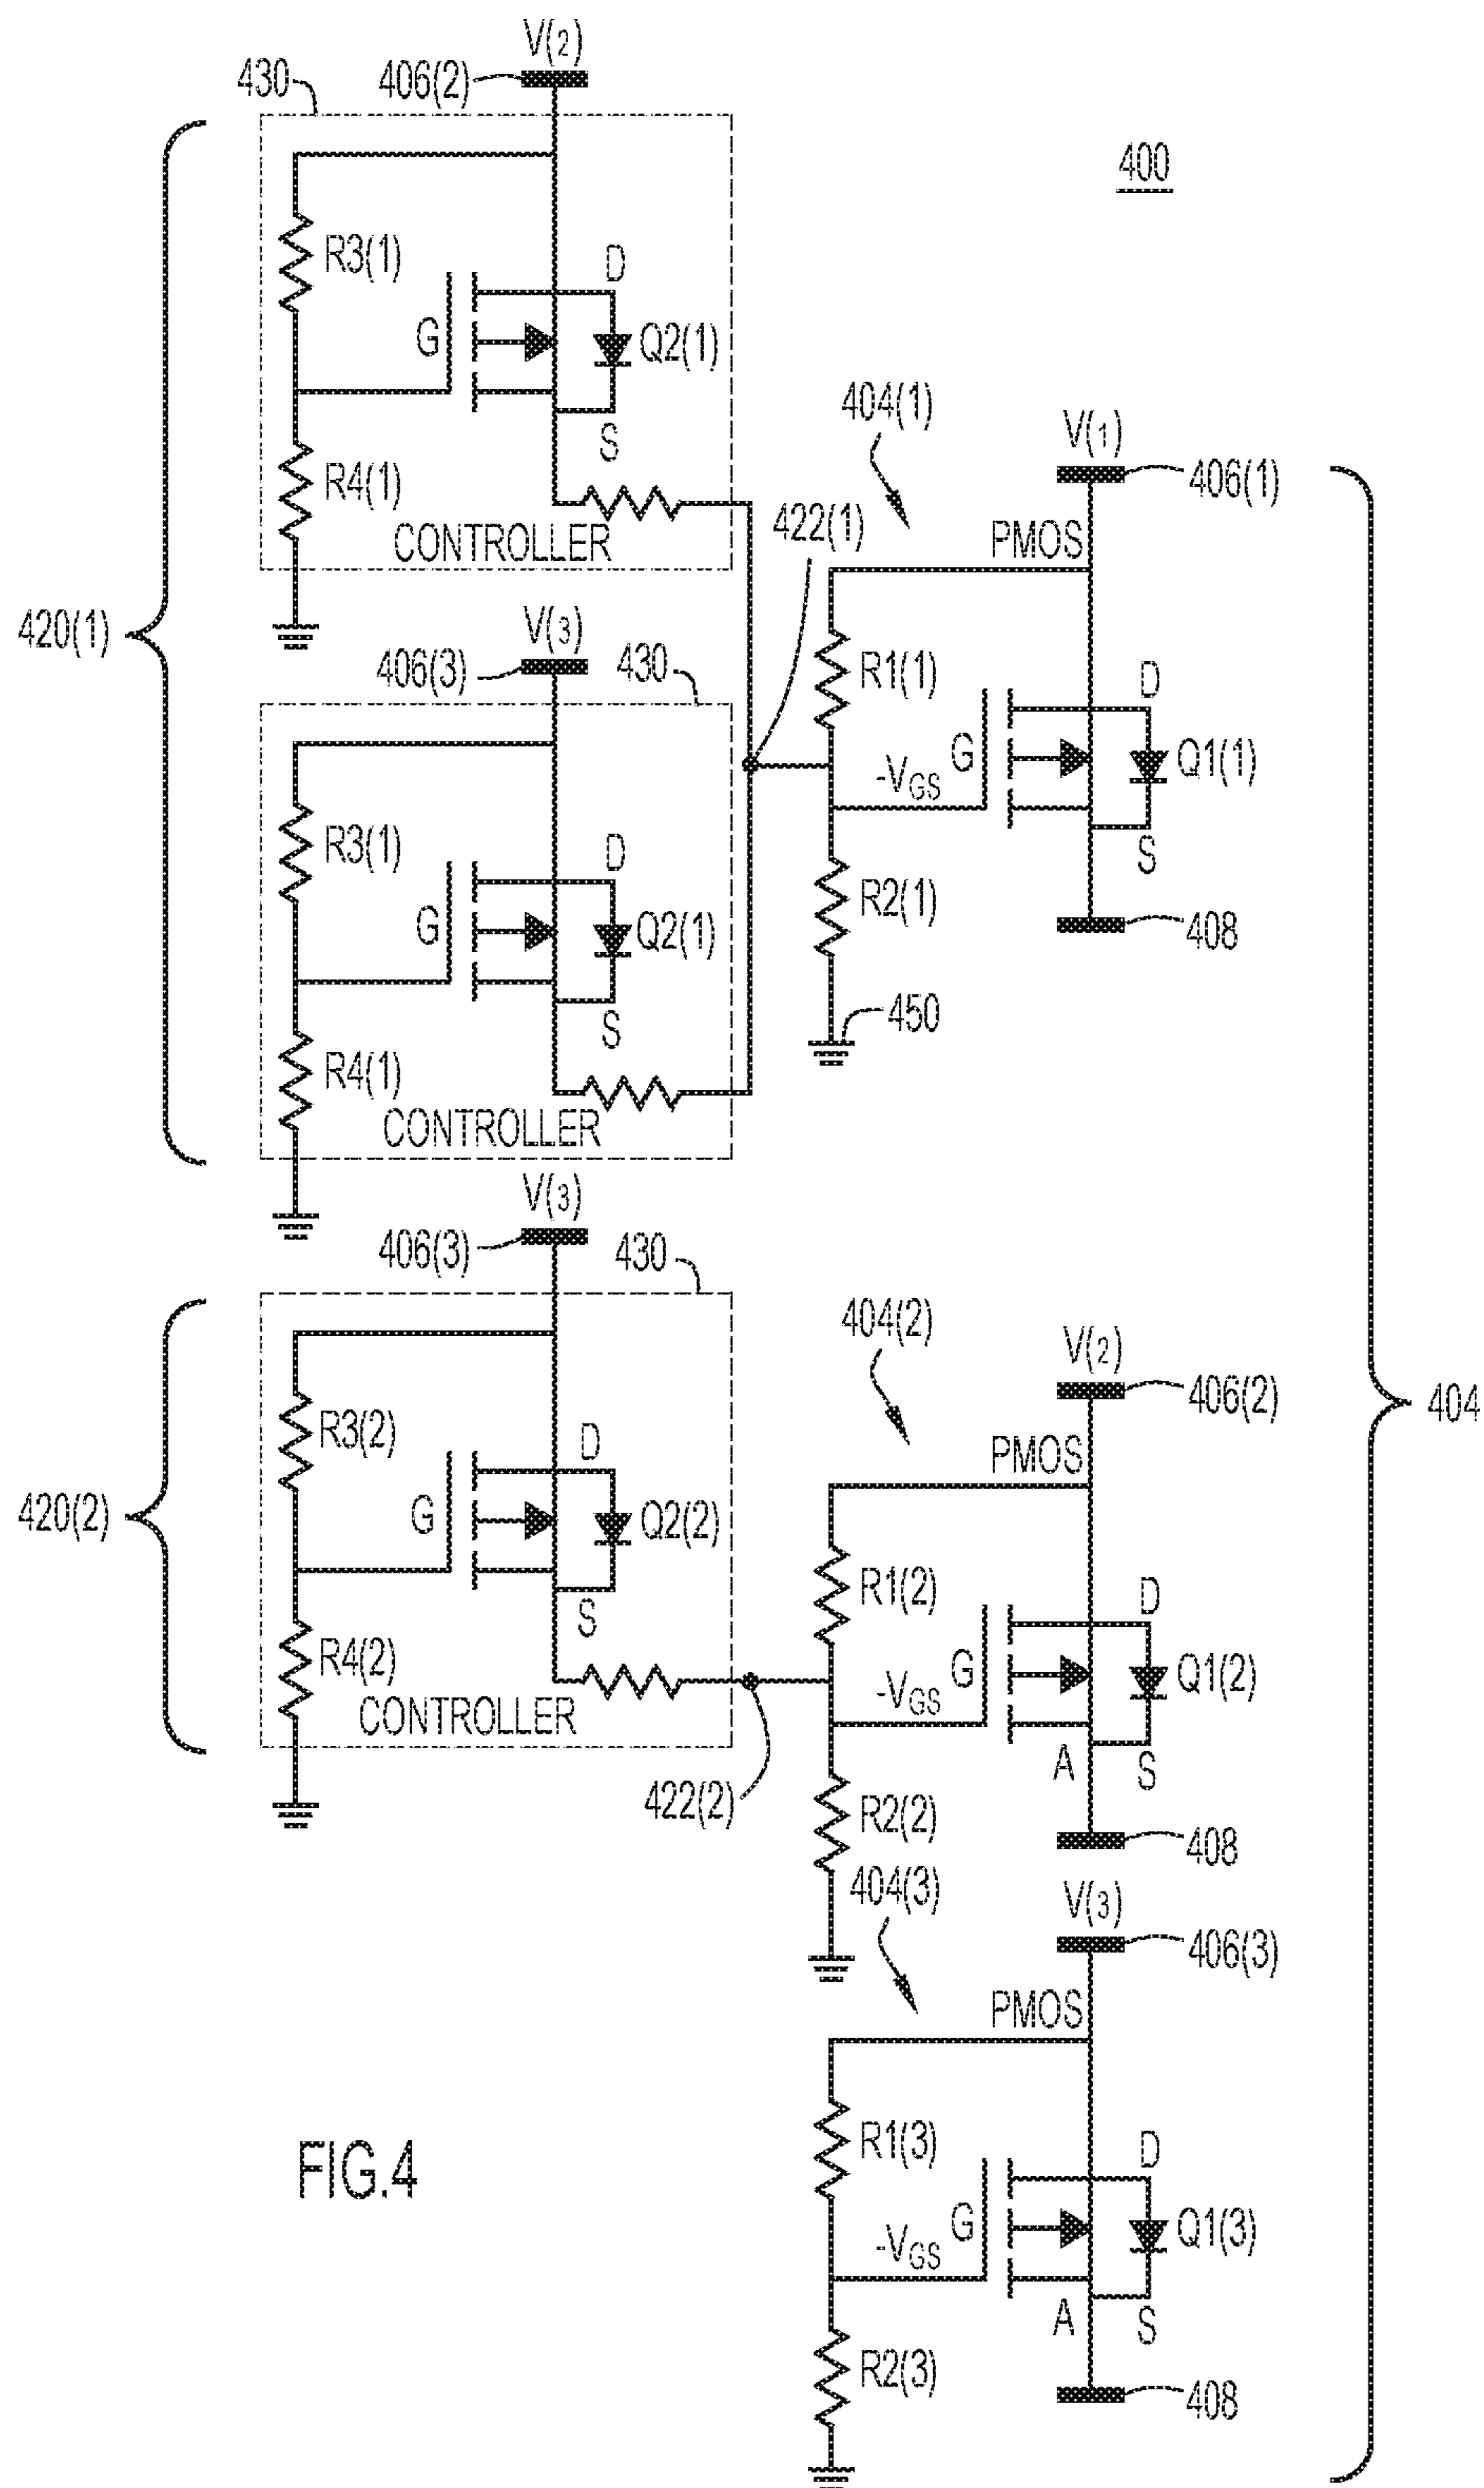 V(2)
430
406(2)
400
R3(1)
D
G
Q2(1)
404(1)
V(1)
S
406(1)
R4(1)
422(1)
CONTROLLER
PMOS
420(1)
V(3)
406(3)
430
R1(1)
D
R3(1)
-VGS
G
Q1(1)
D
S
G
Q2(1)
R2(1)
408
S
450
R4(1)
CONTROLLER
V(3)
406(3)
430
404(2)
V(2)
406(2)
404
R3(2)
D
PMOS
420(2)
G
Q2(2)
R1(2)
D
S
R4(2)
-VGS
G
Q1(2)
CONTROLLER
A
S
422(2)
R2(2)
408
404(3)
V(3)
406(3)
PMOS
FIG.4
R1(3)
D
-VGS
G
Q1(3)
A
S
R2(3)
408